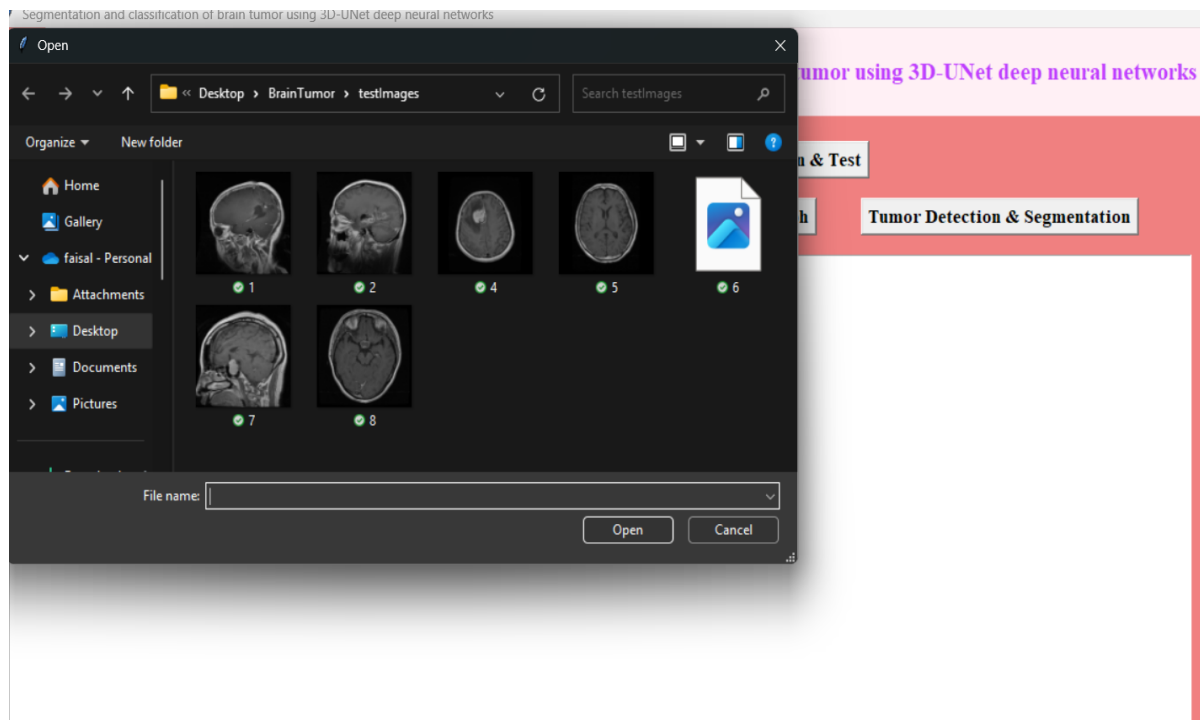 Segmentation and classification of brain tumor using 3D-UNet deep neural networks
Open
umor using 3D-UNet deep neural networks
« Desktop > BrainTumor > testImages
Search testImages
Organize
New folder
n & Test
Home
Gallery
faisal - Personal
Attachments
Desktop
Documents
Pictures
1
2
4
5
6
7
8
h
Tumor Detection & Segmentation
File name:
Open
Cancel